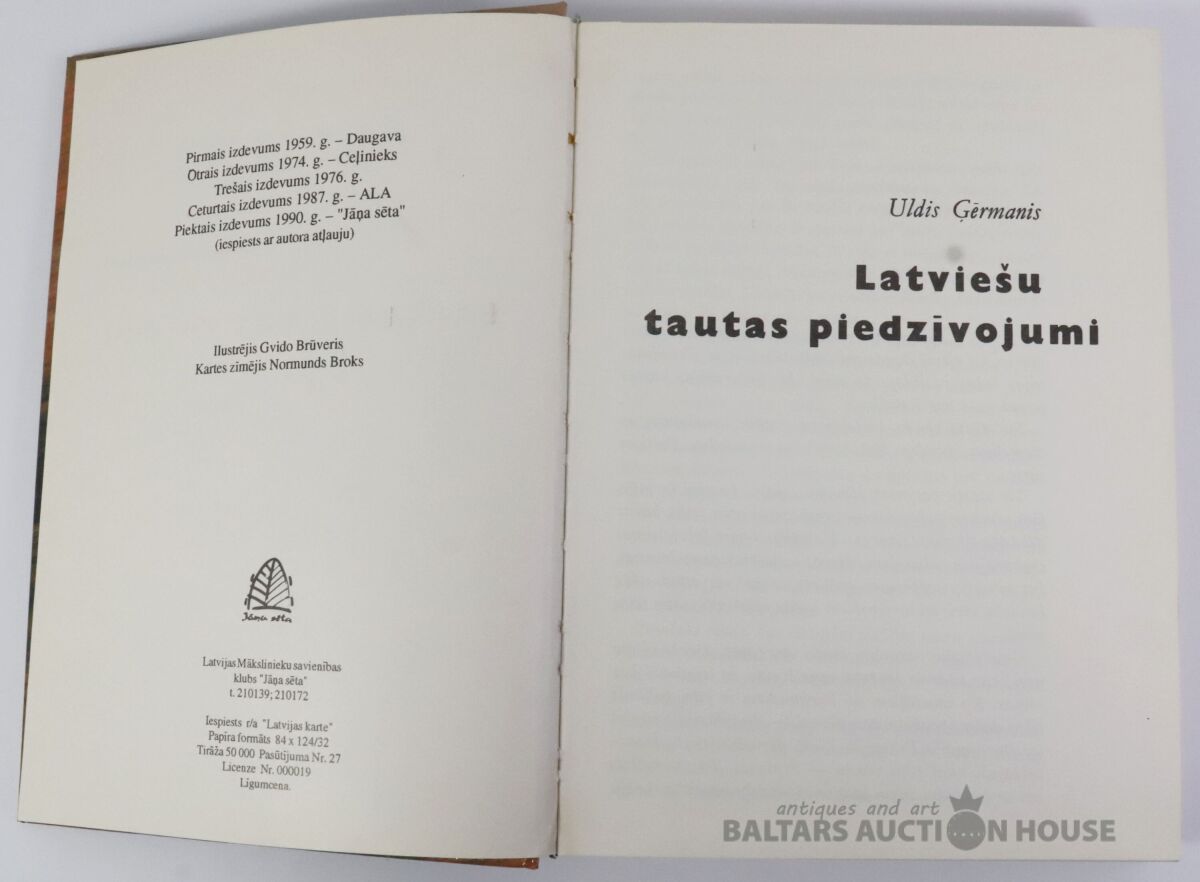 Pirmais izdevums 1959. g. – Daugava
Otrais izdevums 1974. g. – Ceļinieks
Trešais izdevums 1976. g.
Ceturtais izdevums 1987. g. – ALA
Piektais izdevums 1990. g. – "Jāņa sēta"
(iespiests ar autora atļauju)
Ilustrējis Gvido Brūveris
Kartes zīmējis Normunds Broks
Jāņa sēta
Latvijas Mākslinieku savienības
klubs "Jāņa sēta"
t. 210139; 210172
Iespiests r/a "Latvijas karte"
Papīra formāts 84 x 124/32
Tirāža 50 000 Pasūtījuma Nr. 27
Licenze Nr. 000019
Līgumcena.
Uldis Ģērmanis
Latviešu
tautas piedzīvojumi
antiques and art
BALTARS AUCTION HOUSE